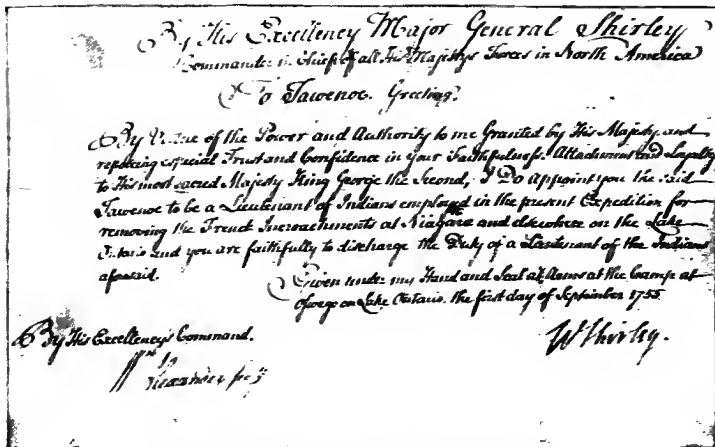 By His Excellency Major General Shirley
Commander in Chief of all His Majestys Forces in North America
To Tawenoe. Greeting.
By Virtue of the Power and Authority to me Granted by His Majesty and
reposing especial Trust and Confidence in your Faithfulness, Attachment and Loyalty
to His most sacred Majesty King George the Second; I Do Appoint you the said
Tawenoe to be a Lieutenant of Indians employed in the present Expedition for
removing the French Incroachments at Niagara and elsewhere on the Lake
Ontario and you are faithfully to discharge the Duty of a Lieutenant of the Indians
aforesaid.
Given under my Hand and Seal at Arms at the Camp at
Oswego on Lake Ontario the first day of September 1755
By His Excellency's Command.
W Shirley.